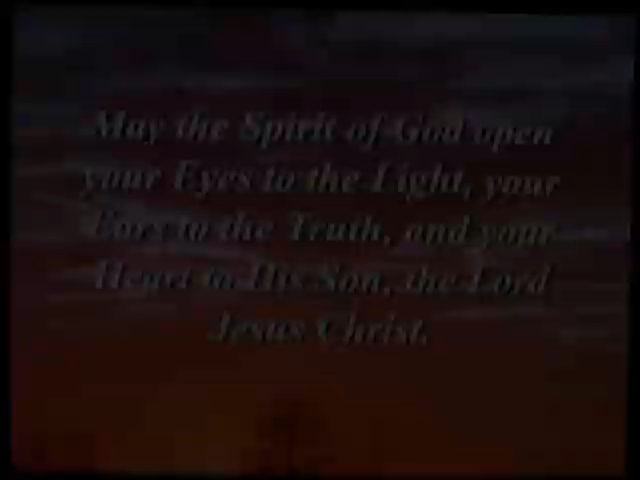 May the Spirit of God open
your Eyes to the Light, your
Ears to the Truth, and your
Heart to His Son, the Lord
Jesus Christ.